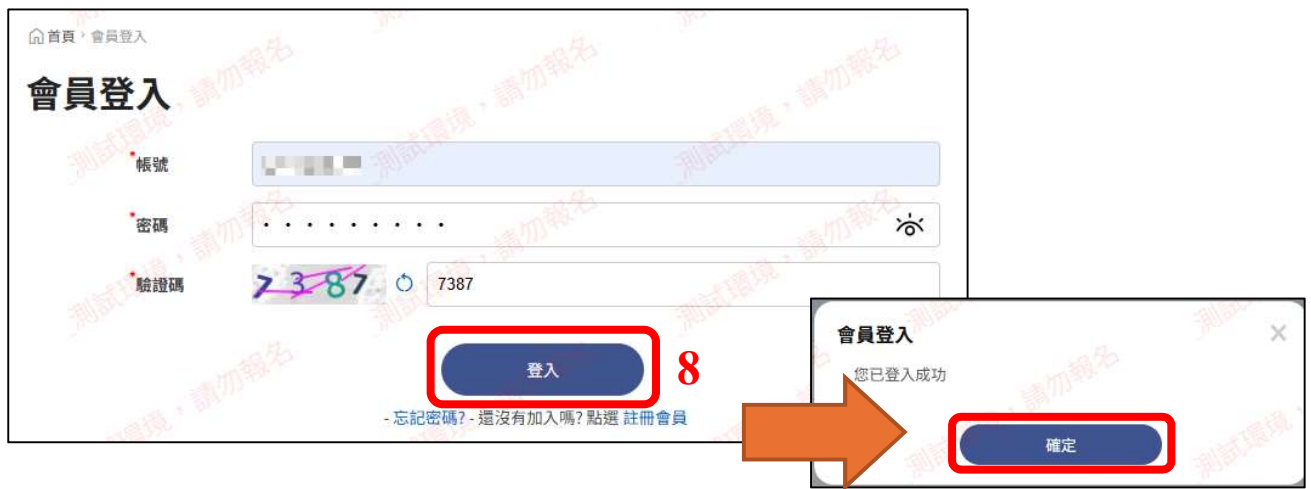 首頁 › 會員登入
會員登入
*帳號
*密碼 • • • • • • • • •
*驗證碼 7387 7387
登入 8
- 忘記密碼? - 還沒有加入嗎? 點選 註冊會員
會員登入 ×
您已登入成功
確定
測試環境，請勿報名